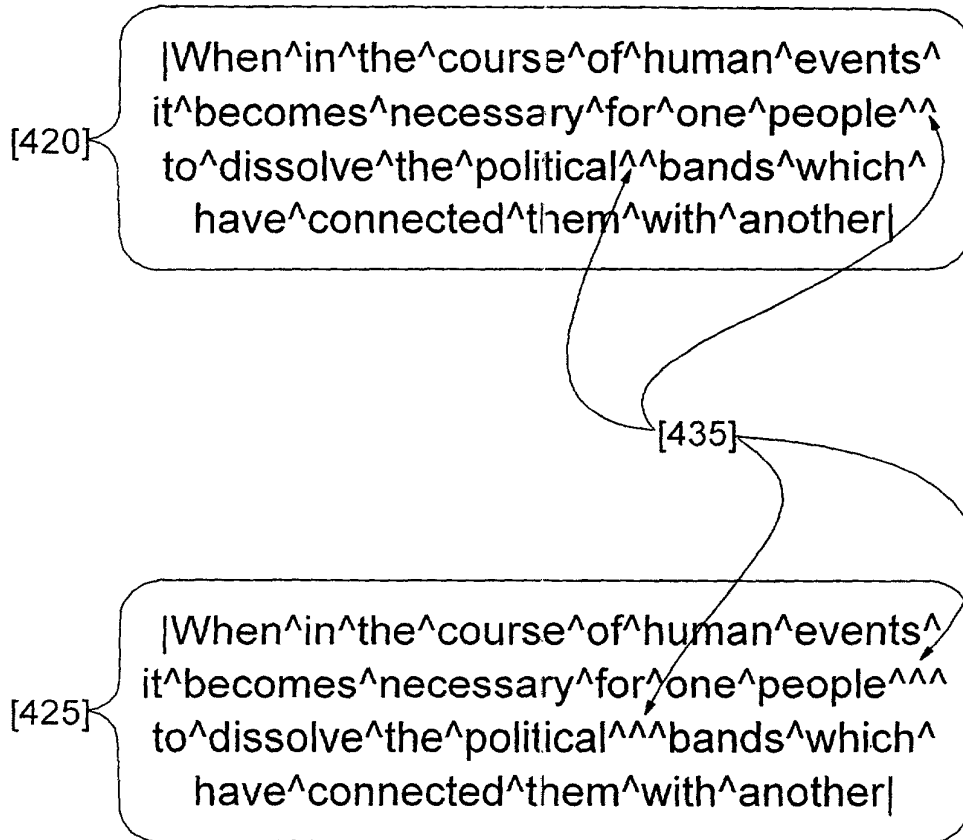 |When^in^the^course^of^human^events^
[420] it^becomes^necessary^for^one^people^^
to^dissolve^the^political^^bands^which^
have^connected^them^with^another|
[435]
|When^in^the^course^of^human^events^
[425] it^becomes^necessary^for^one^people^^^
to^dissolve^the^political^^^bands^which^
have^connected^them^with^another|